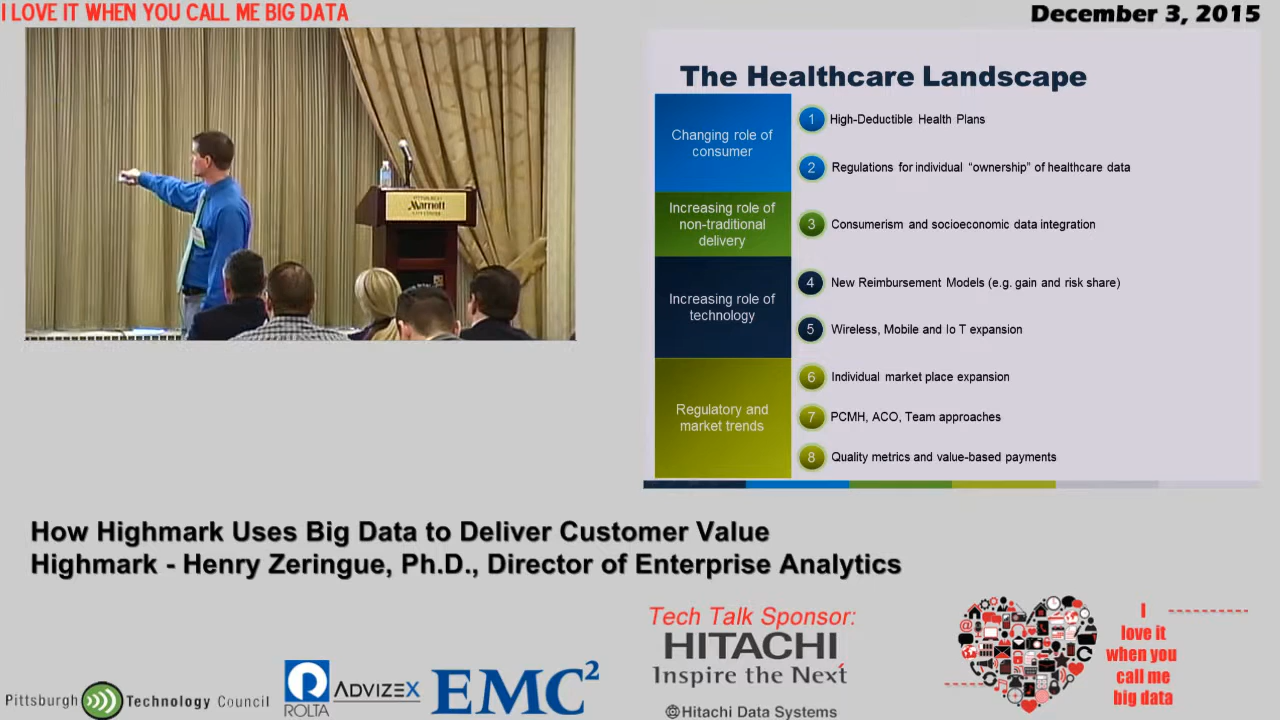 I LOVE IT WHEN YOU CALL ME BIG DATA
December 3, 2015
PITTSBURGH
Marriott
The Healthcare Landscape
Changing role of
consumer
1 High-Deductible Health Plans
2 Regulations for individual “ownership” of healthcare data
Increasing role of
non-traditional
delivery
3 Consumerism and socioeconomic data integration
Increasing role of
technology
4 New Reimbursement Models (e.g. gain and risk share)
5 Wireless, Mobile and Io T expansion
Regulatory and
market trends
6 Individual market place expansion
7 PCMH, ACO, Team approaches
8 Quality metrics and value-based payments
How Highmark Uses Big Data to Deliver Customer Value
Highmark - Henry Zeringue, Ph.D., Director of Enterprise Analytics
Pittsburgh Technology Council
ROLTA
ADVIZEX
EMC²
Tech Talk Sponsor:
HITACHI
Inspire the Next
Hitachi Data Systems
I
love it
when you
call me
big data